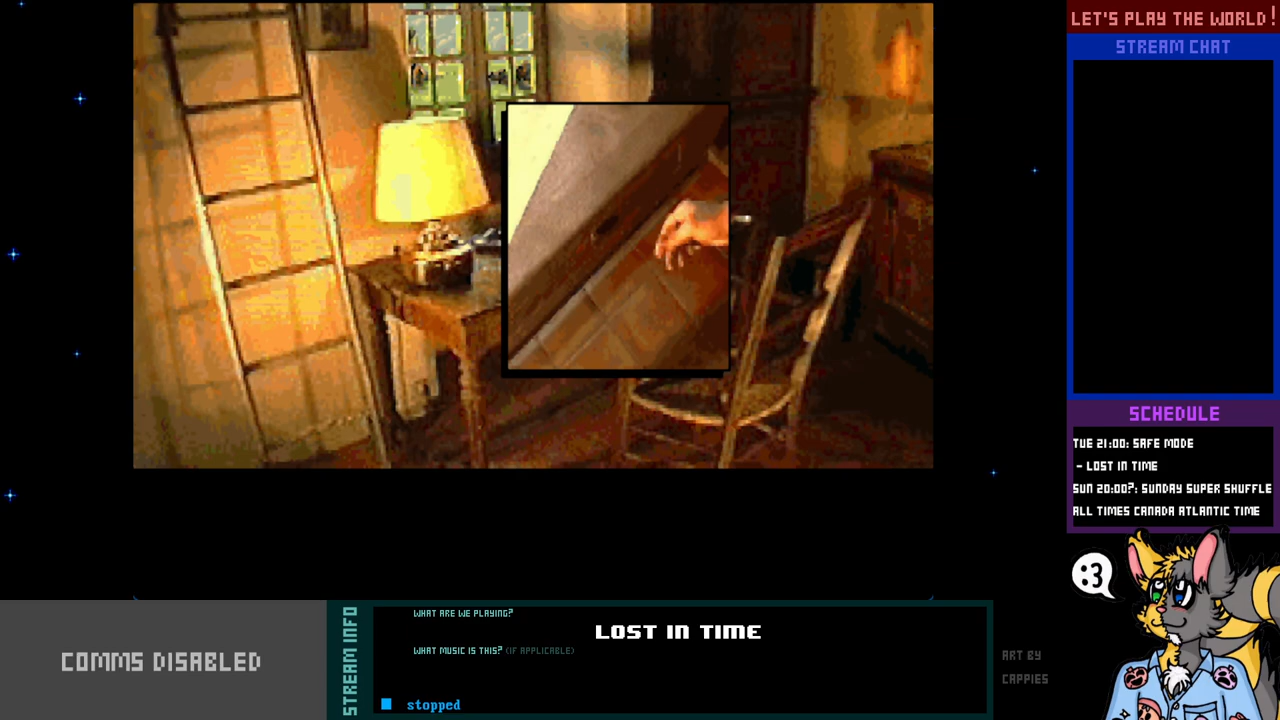 LET'S PLAY THE WORLD!
STREAM CHAT
SCHEDULE
TUE 21:00: SAFE MODE
- LOST IN TIME
SUN 20:00?: SUNDAY SUPER SHUFFLE
ALL TIMES CANADA ATLANTIC TIME
:3
COMMS DISABLED
STREAM INFO
WHAT ARE WE PLAYING?
LOST IN TIME
WHAT MUSIC IS THIS? (IF APPLICABLE)
stopped
ART BY
CAPPIES